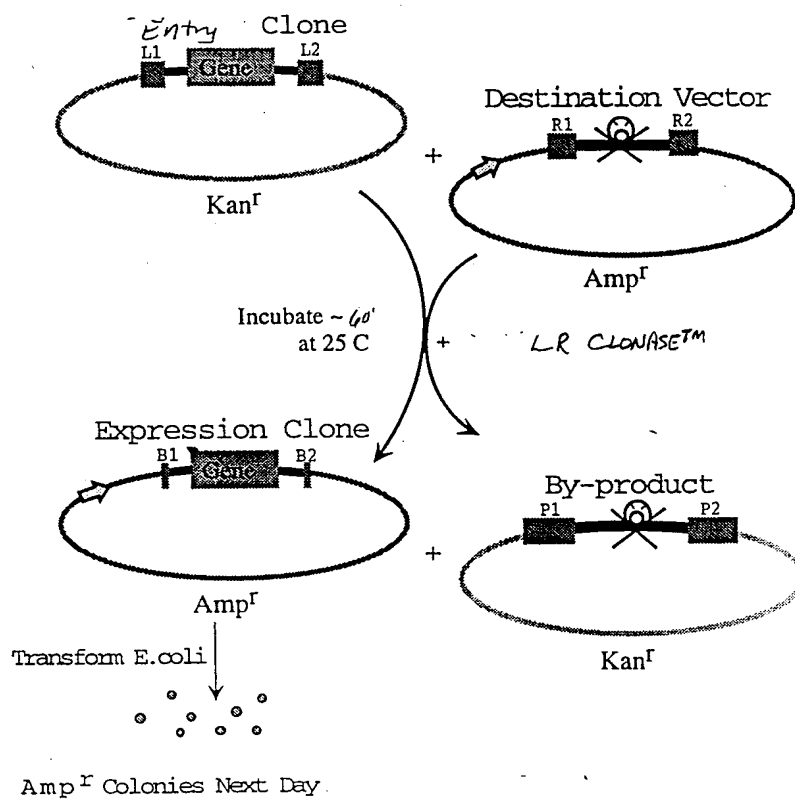 Entry Clone
L1 Gene L2
Kanr
+
Destination Vector
R1 R2
Ampr
Incubate ~ 60'
at 25 C
+ LR CLONASE™
Expression Clone
B1 Gene B2
Ampr
+
By-product
P1 P2
Kanr
Transform E.coli
Ampr Colonies Next Day